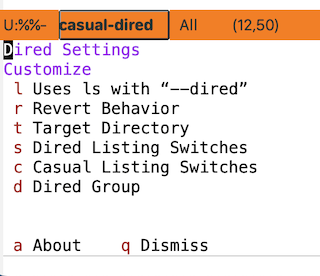 U:%%-  casual-dired   All   (12,50)
Dired Settings
Customize
l Uses ls with “--dired”
r Revert Behavior
t Target Directory
s Dired Listing Switches
c Casual Listing Switches
d Dired Group
a About   q Dismiss